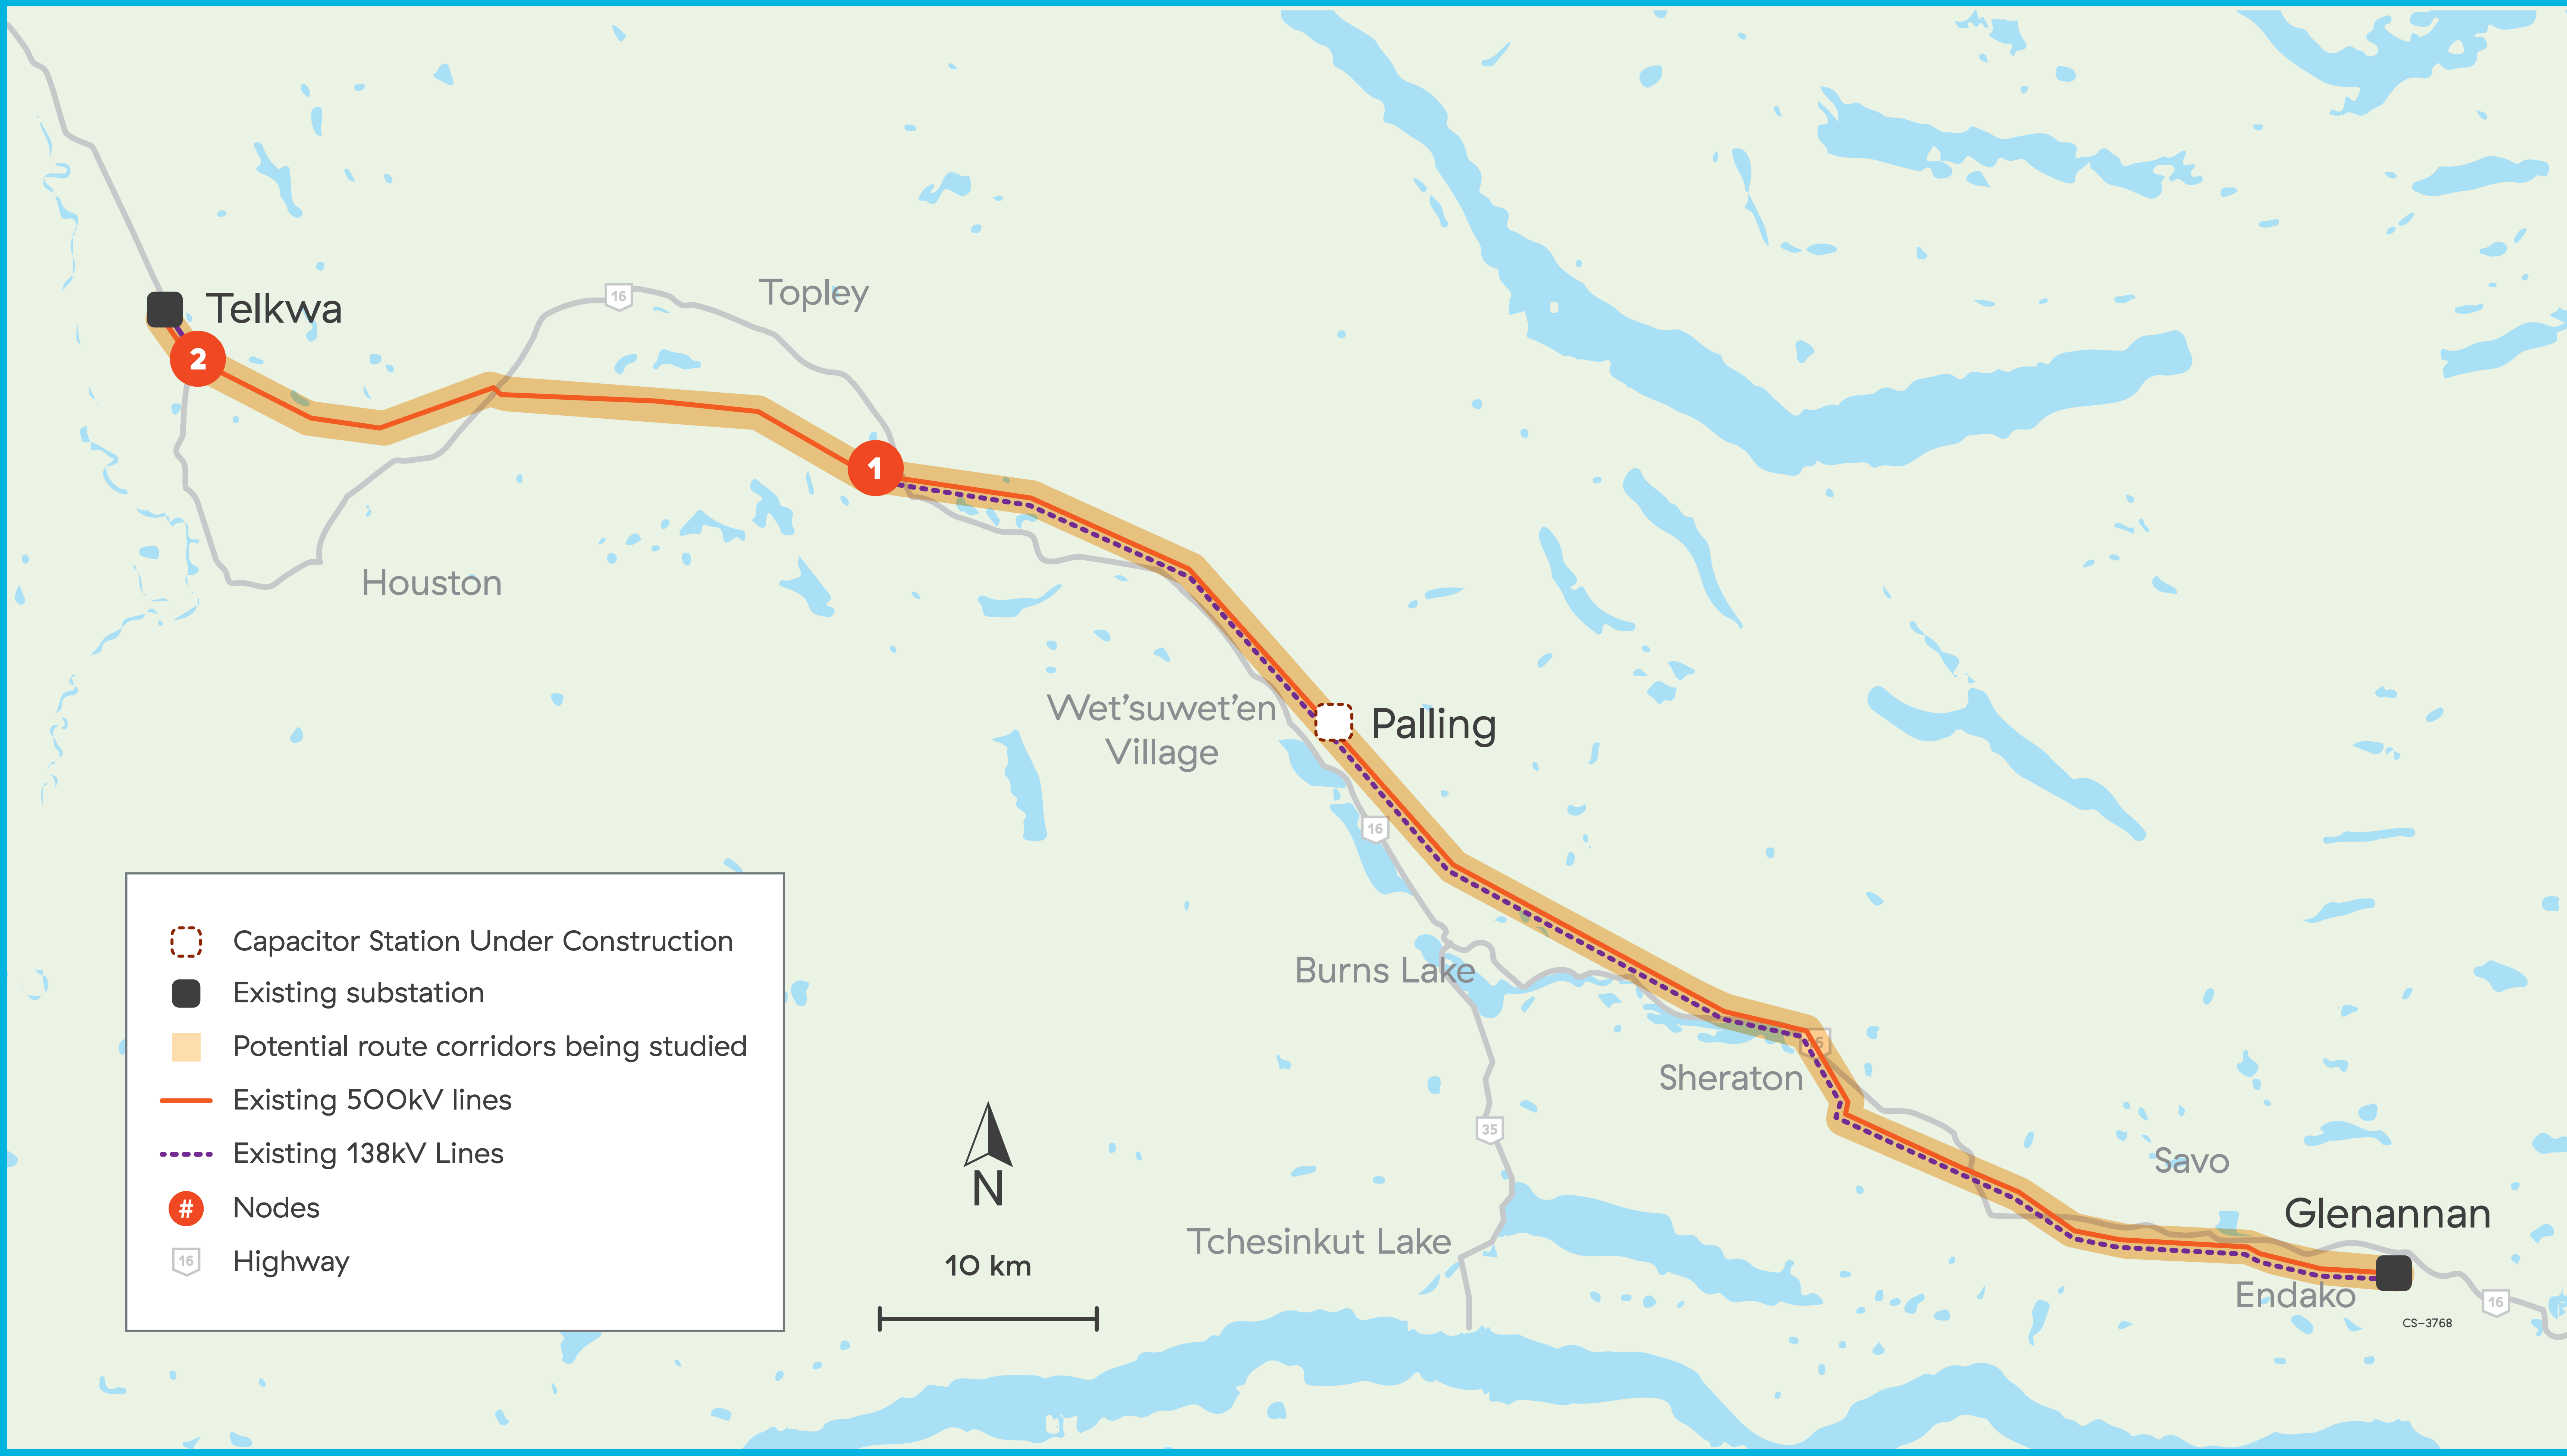 16
Topley
Telkwa
2
1
Houston
Wet’suwet’en
Village
Palling
16
Burns Lake
6
Sheraton
35
Savo
Glenannan
Tchesinkut Lake
Endako
16
CS-3768
Capacitor Station Under Construction
Existing substation
Potential route corridors being studied
Existing 500kV lines
Existing 138kV Lines
# Nodes
16 Highway
N
10 km